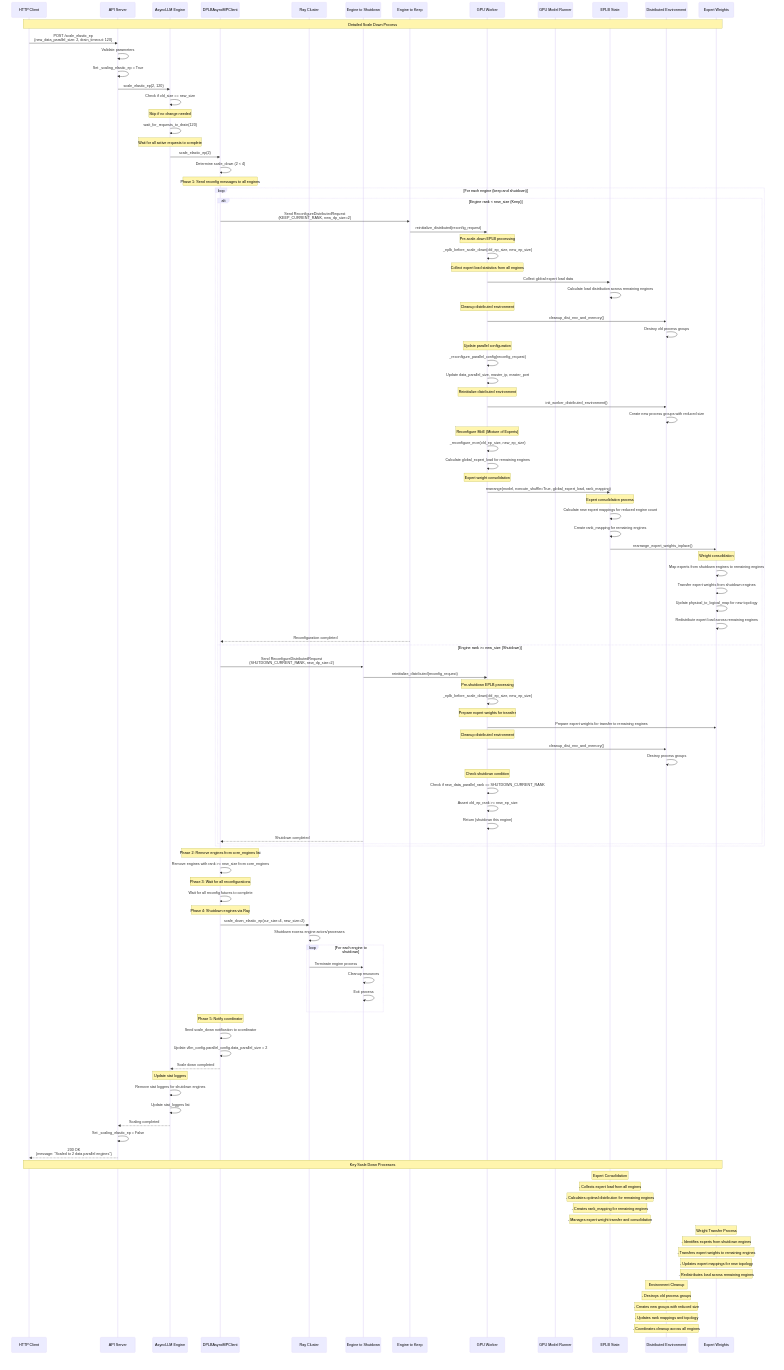 HTTP Client
API Server
AsyncLLM Engine
DPLBAsyncMPClient
Ray Cluster
Engine to Shutdown
Engine to Keep
GPU Worker
GPU Model Runner
EPLB State
Distributed Environment
Expert Weights
Detailed Scale Down Process
POST /scale_elastic_ep
Validate parameters
Set _scaling_elastic_ep = True
Check if old_size == new_size
Skip if no change needed
Wait for all active requests to complete
scale_elastic_ep(2)
Determine scale_down (2 < 4)
Phase 1: Send reconfig messages to all engines
loop
[For each engine (keep and shutdown)]
alt
[Engine rank < new_size (Keep)]
Send ReconfigureDistributedRequest
(KEEP_CURRENT_RANK, new_dp_size=2)
reinitialize_distributed(reconfig_request)
Pre-scale down EPLB processing
_eplb_before_scale_down(old_ep_size, new_ep_size)
Collect expert load statistics from all engines
Collect global expert load data
Calculate load distribution across remaining engines
Cleanup distributed environment
cleanup_dist_env_and_memory()
Destroy old process groups
Update parallel configuration
_reconfigure_parallel_config(reconfig_request)
Update data_parallel_size, master_ip, master_port
Reinitialize distributed environment
init_worker_distributed_environment()
Create new process groups with reduced size
Reconfigure MoE (Mixture of Experts)
_reconfigure_moe(old_ep_size, new_ep_size)
Calculate global_expert_load for remaining engines
Expert weight consolidation
rearrange(model, execute_shuffle=True, global_expert_load, rank_mapping)
Expert consolidation process
Calculate new expert mappings for reduced engine count
Create rank_mapping for remaining engines
rearrange_expert_weights_inplace()
Weight consolidation
Map experts from shutdown engines to remaining engines
Transfer expert weights from shutdown engines
Update physical_to_logical_map for new topology
Redistribute expert load across remaining engines
Reconfiguration completed
[Engine rank >= new_size (Shutdown)]
Send ReconfigureDistributedRequest
(SHUTDOWN_CURRENT_RANK, new_dp_size=2)
reinitialize_distributed(reconfig_request)
Pre-shutdown EPLB processing
_eplb_before_scale_down(old_ep_size, new_ep_size)
Prepare expert weights for transfer
Prepare expert weights for transfer to remaining engines
Cleanup distributed environment
cleanup_dist_env_and_memory()
Destroy process groups
Check shutdown condition
Check if new_data_parallel_rank == SHUTDOWN_CURRENT_RANK
Assert old_ep_rank >= new_ep_size
Return (shutdown this engine)
Shutdown completed
Phase 2: Remove engines from core_engines list
Remove engines with rank >= new_size from core_engines
Phase 3: Wait for all reconfigurations
Wait for all reconfig futures to complete
Phase 4: Shutdown engines via Ray
scale_down_elastic_ep(cur_size=4, new_size=2)
Shutdown excess engine actors/processes
loop
[For each engine to
shutdown]
Terminate engine process
Cleanup resources
Exit process
Phase 5: Notify coordinator
Send scale_down notification to coordinator
Update vllm_config.parallel_config.data_parallel_size = 2
Scale down completed
Update stat loggers
Remove stat loggers for shutdown engines
Update stat_loggers list
Scaling completed
Set _scaling_elastic_ep = False
200 OK
{message: "Scaled to 2 data parallel engines"}
Key Scale Down Processes
Expert Consolidation
- Collects expert load from all engines
- Calculates optimal distribution for remaining engines
- Creates rank_mapping for remaining engines
- Manages expert weight transfer and consolidation
Weight Transfer Process
- Identifies experts from shutdown engines
- Transfers expert weights to remaining engines
- Updates expert mappings for new topology
- Redistributes load across remaining engines
Environment Cleanup
- Destroys old process groups
- Creates new groups with reduced size
- Updates rank mappings and topology
- Coordinates cleanup across all engines
HTTP Client
API Server
AsyncLLM Engine
DPLBAsyncMPClient
Ray Cluster
Engine to Shutdown
Engine to Keep
GPU Worker
GPU Model Runner
EPLB State
Distributed Environment
Expert Weights